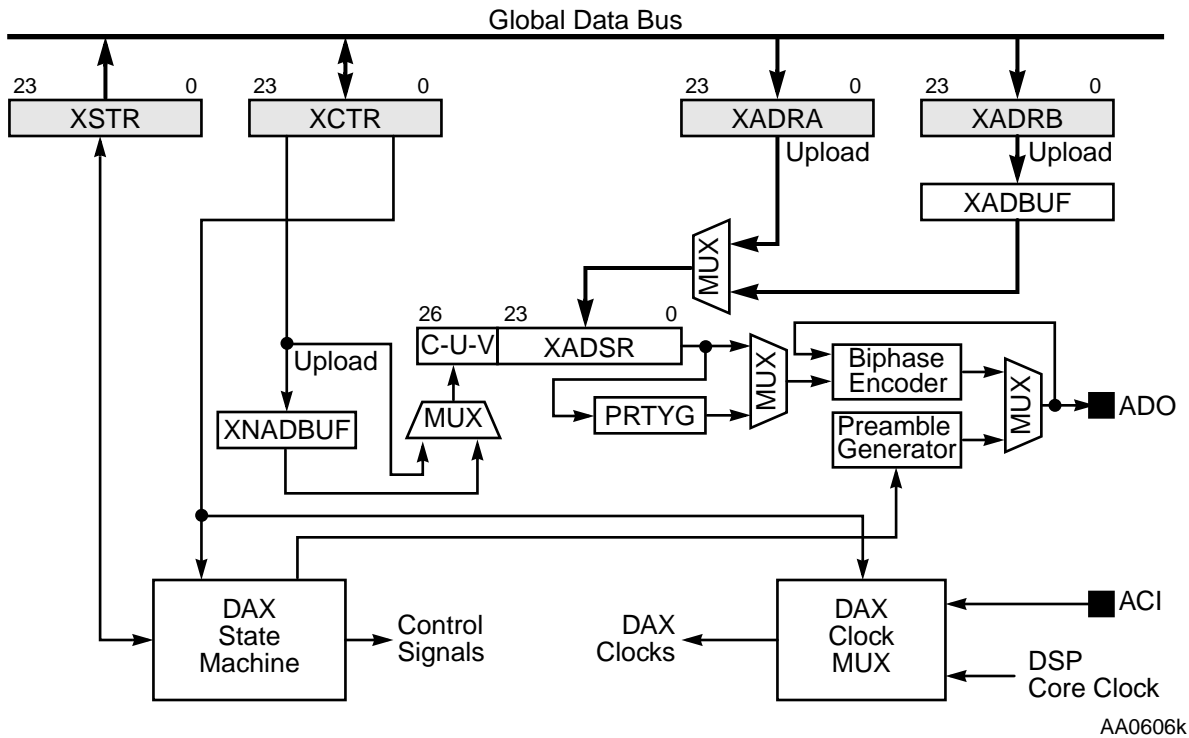 Global Data Bus
23 0
XSTR
23 0
XCTR
23 0
XADRA
23 0
XADRB
Upload
Upload
XADBUF
MUX
26 23 0
C-U-V XADSR
Upload
MUX
XNADBUF
PRTYG
MUX
Biphase
Encoder
Preamble
Generator
MUX
ADO
DAX
State
Machine
Control
Signals
DAX
Clocks
DAX
Clock
MUX
ACI
DSP
Core Clock
AA0606k